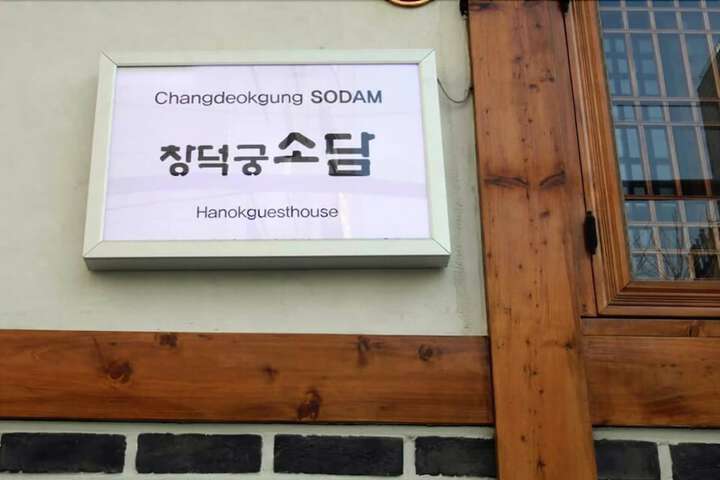 Changdeokgung SODAM
창덕궁소담
Hanokguesthouse